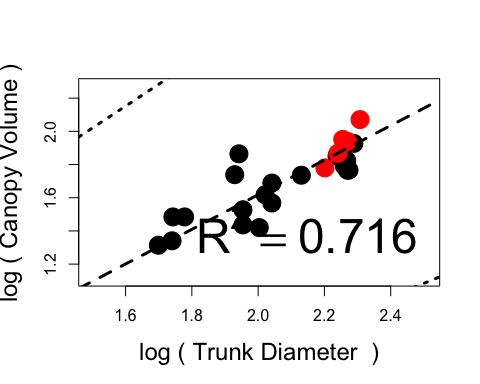 log ( Canopy Volume )
2.0
1.6
1.2
R = 0.716
1.6
1.8
2.0
2.2
2.4
log ( Trunk Diameter )